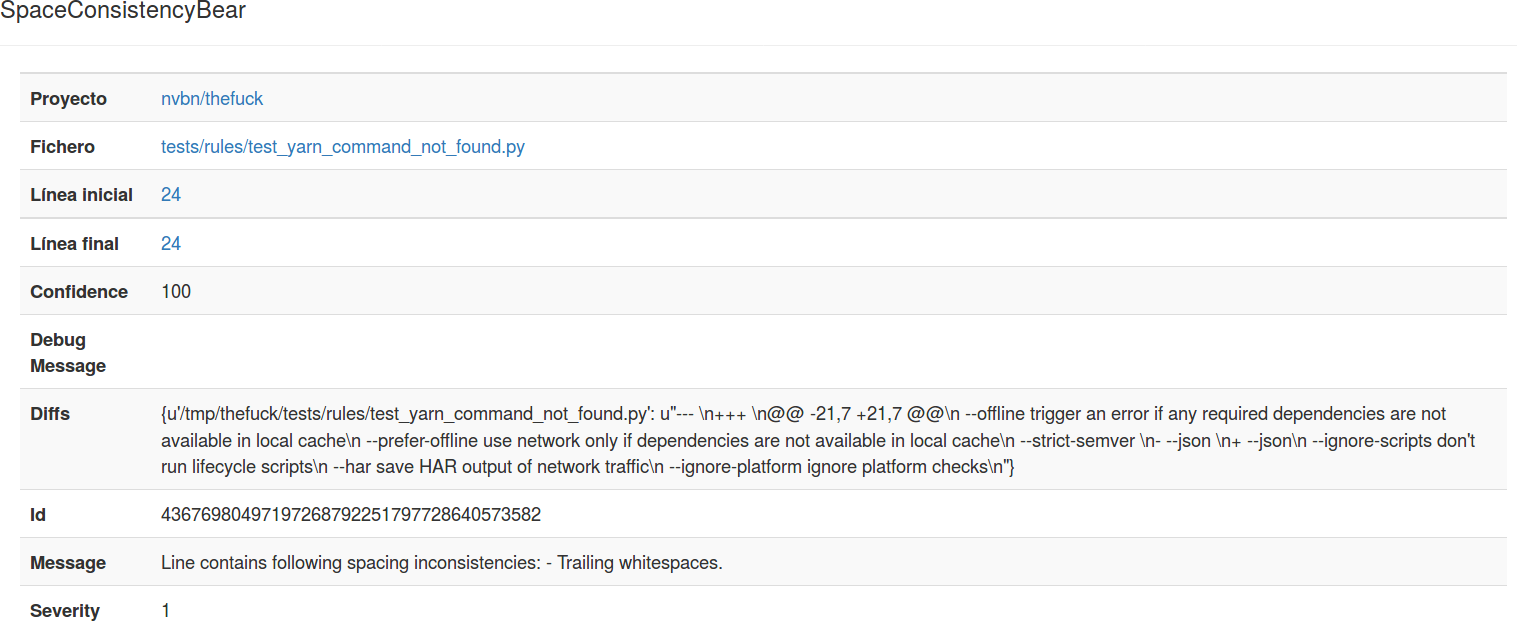 SpaceConsistencyBear
Proyecto nvbn/thefuck
Fichero tests/rules/test_yarn_command_not_found.py
Línea inicial 24
Línea final 24
Confidence 100
Debug
Message
Diffs {u'/tmp/thefuck/tests/rules/test_yarn_command_not_found.py': u"--- \n+++ \n@@ -21,7 +21,7 @@\n --offline trigger an error if any required dependencies are not
available in local cache\n --prefer-offline use network only if dependencies are not available in local cache\n --strict-semver \n- --json \n+ --json\n --ignore-scripts don't
run lifecycle scripts\n --har save HAR output of network traffic\n --ignore-platform ignore platform checks\n"}
Id 43676980497197268792251797728640573582
Message Line contains following spacing inconsistencies: - Trailing whitespaces.
Severity 1